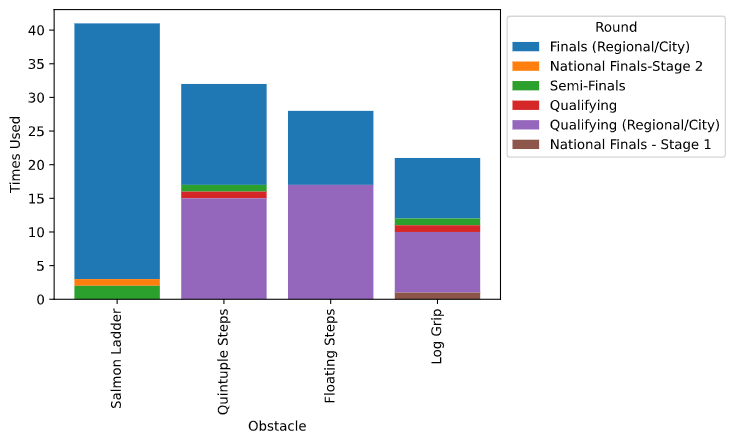 40
35
30
25
20
15
10
5
0
Times Used
Salmon Ladder
Quintuple Steps
Floating Steps
Log Grip
Obstacle
Round
Finals (Regional/City)
National Finals-Stage 2
Semi-Finals
Qualifying
Qualifying (Regional/City)
National Finals - Stage 1